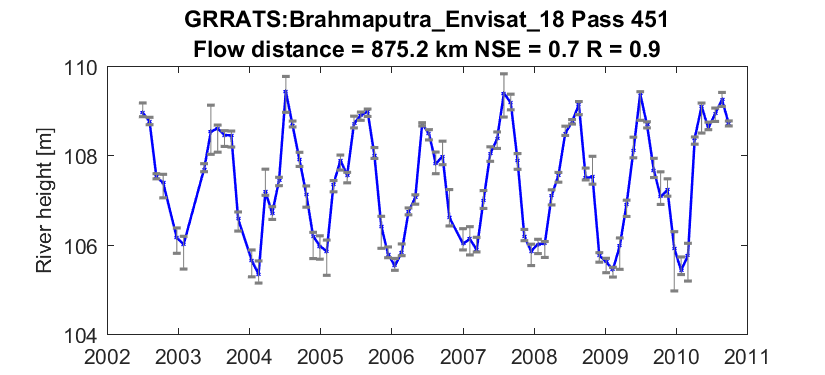 GRRATS:Brahmaputra_Envisat_18 Pass 451
Flow distance = 875.2 km NSE = 0.7 R = 0.9
River height [m]
110
108
106
104
2002 2003 2004 2005 2006 2007 2008 2009 2010 2011